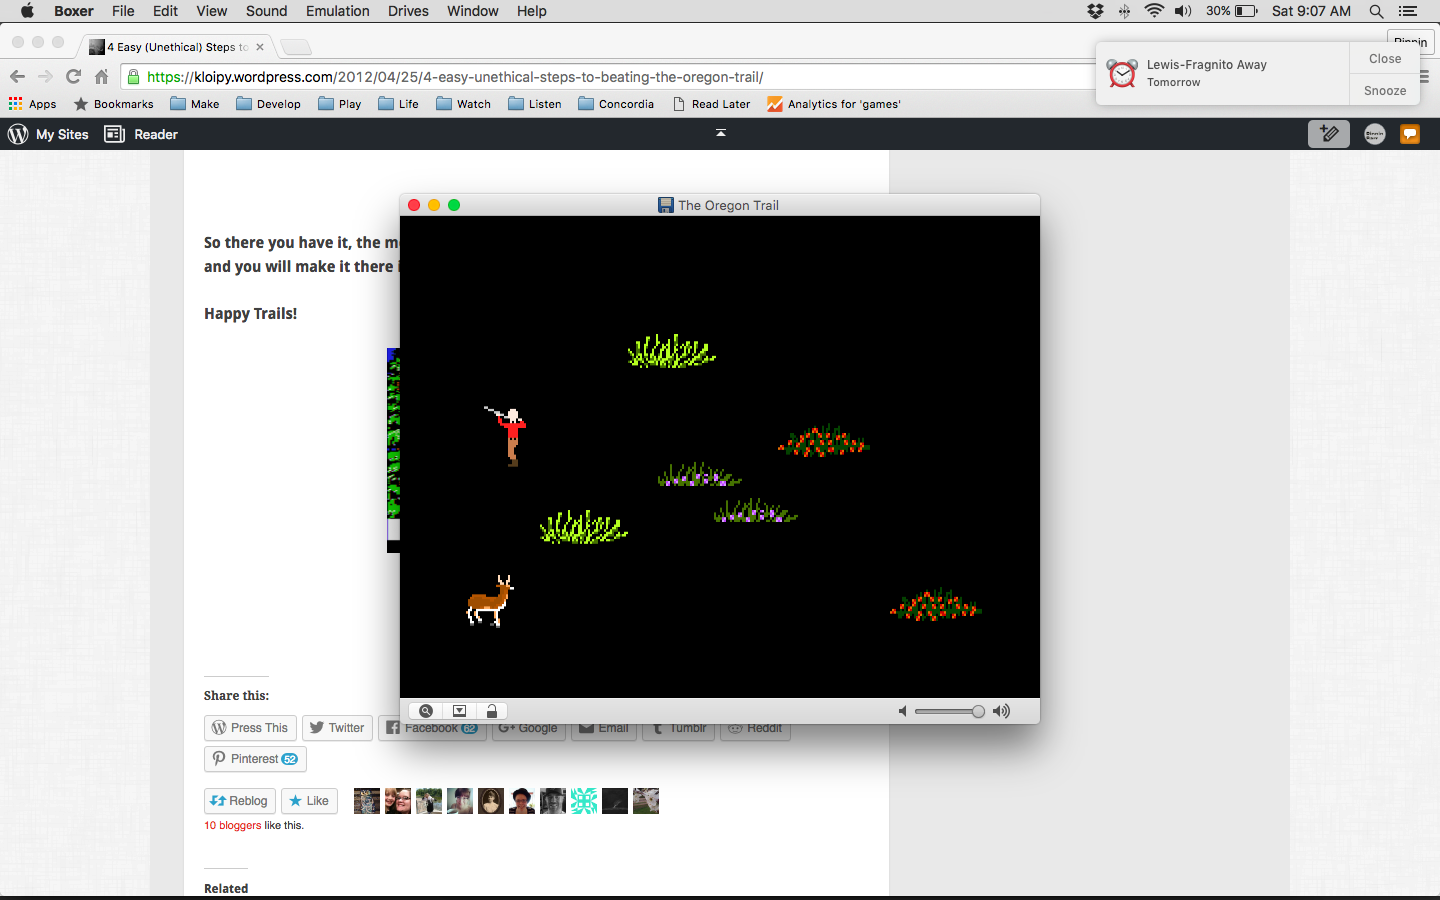 Boxer File Edit View Sound Emulation Drives Window Help 30% Sat 9:07 AM
4 Easy (Unethical) Steps to
Lewis-Fragnito Away
Tomorrow
Close
Snooze
https://kloipy.wordpress.com/2012/04/25/4-easy-unethical-steps-to-beating-the-oregon-trail/
Apps Bookmarks Make Develop Play Life Watch Listen Concordia Read Later Analytics for 'games'
My Sites Reader
The Oregon Trail
So there you have it, the
and you will make it there
Happy Trails!
Share this:
Press This Twitter Facebook 62 Google Email Tumblr Reddit
Pinterest 52
Reblog Like
10 bloggers like this.
Related